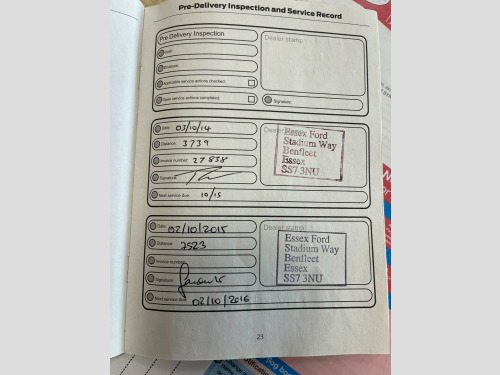 Pre-Delivery Inspection and Service Record
Pre Delivery Inspection
Dealer stamp
Date:
Distance:
Applicable service actions checked:
Open service actions completed:
Signature:
Date: 03/10/14
Dealer
Essex Ford
Stadium Way
Benfleet
Essex
SS7 3NU
Distance: 3739
Invoice number: 27838
Signature:
Next service due: 10/15
Date: 02/10/2015
Dealer stamp
Essex Ford
Stadium Way
Benfleet
Essex
SS7 3NU
Distance: 7523
Invoice number:
Signature:
Next service due: 02/10/2016
23